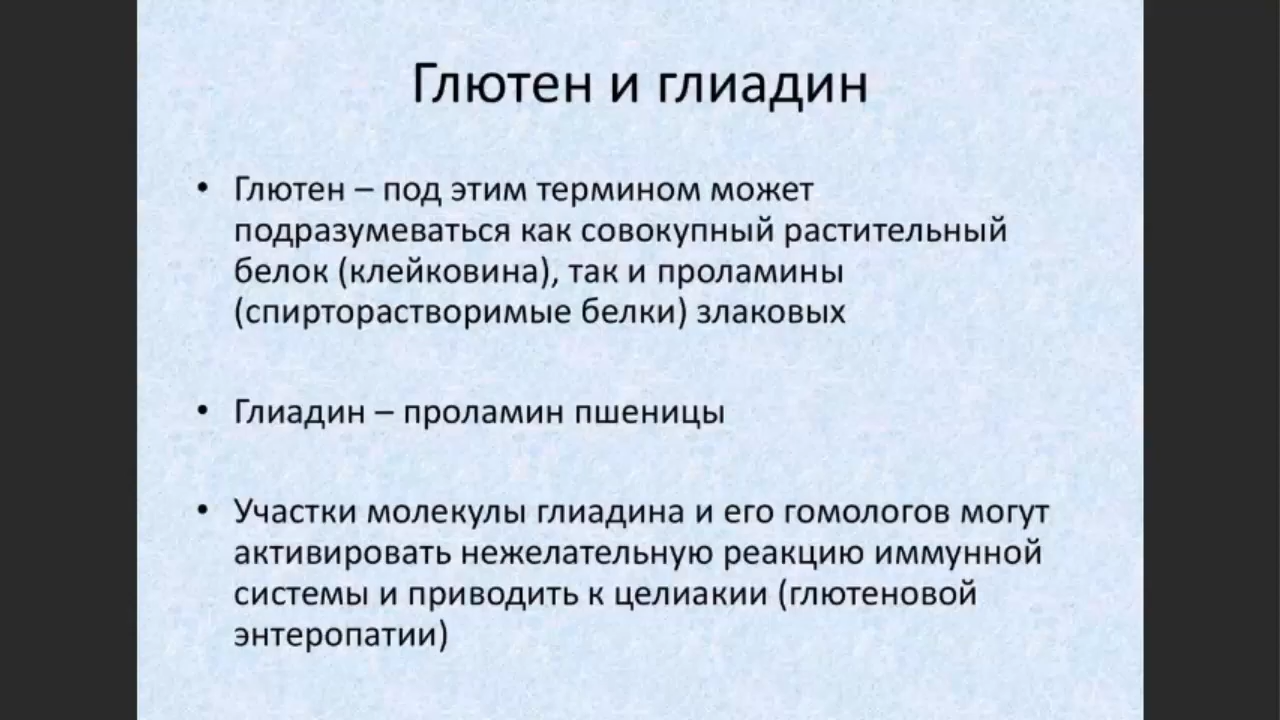 Глютен и глиадин
• Глютен – под этим термином может
подразумеваться как совокупный растительный
белок (клейковина), так и проламины
(спирторастворимые белки) злаковых
• Глиадин – проламин пшеницы
• Участки молекулы глиадина и его гомологов могут
активировать нежелательную реакцию иммунной
системы и приводить к целиакии (глютеновой
энтеропатии)